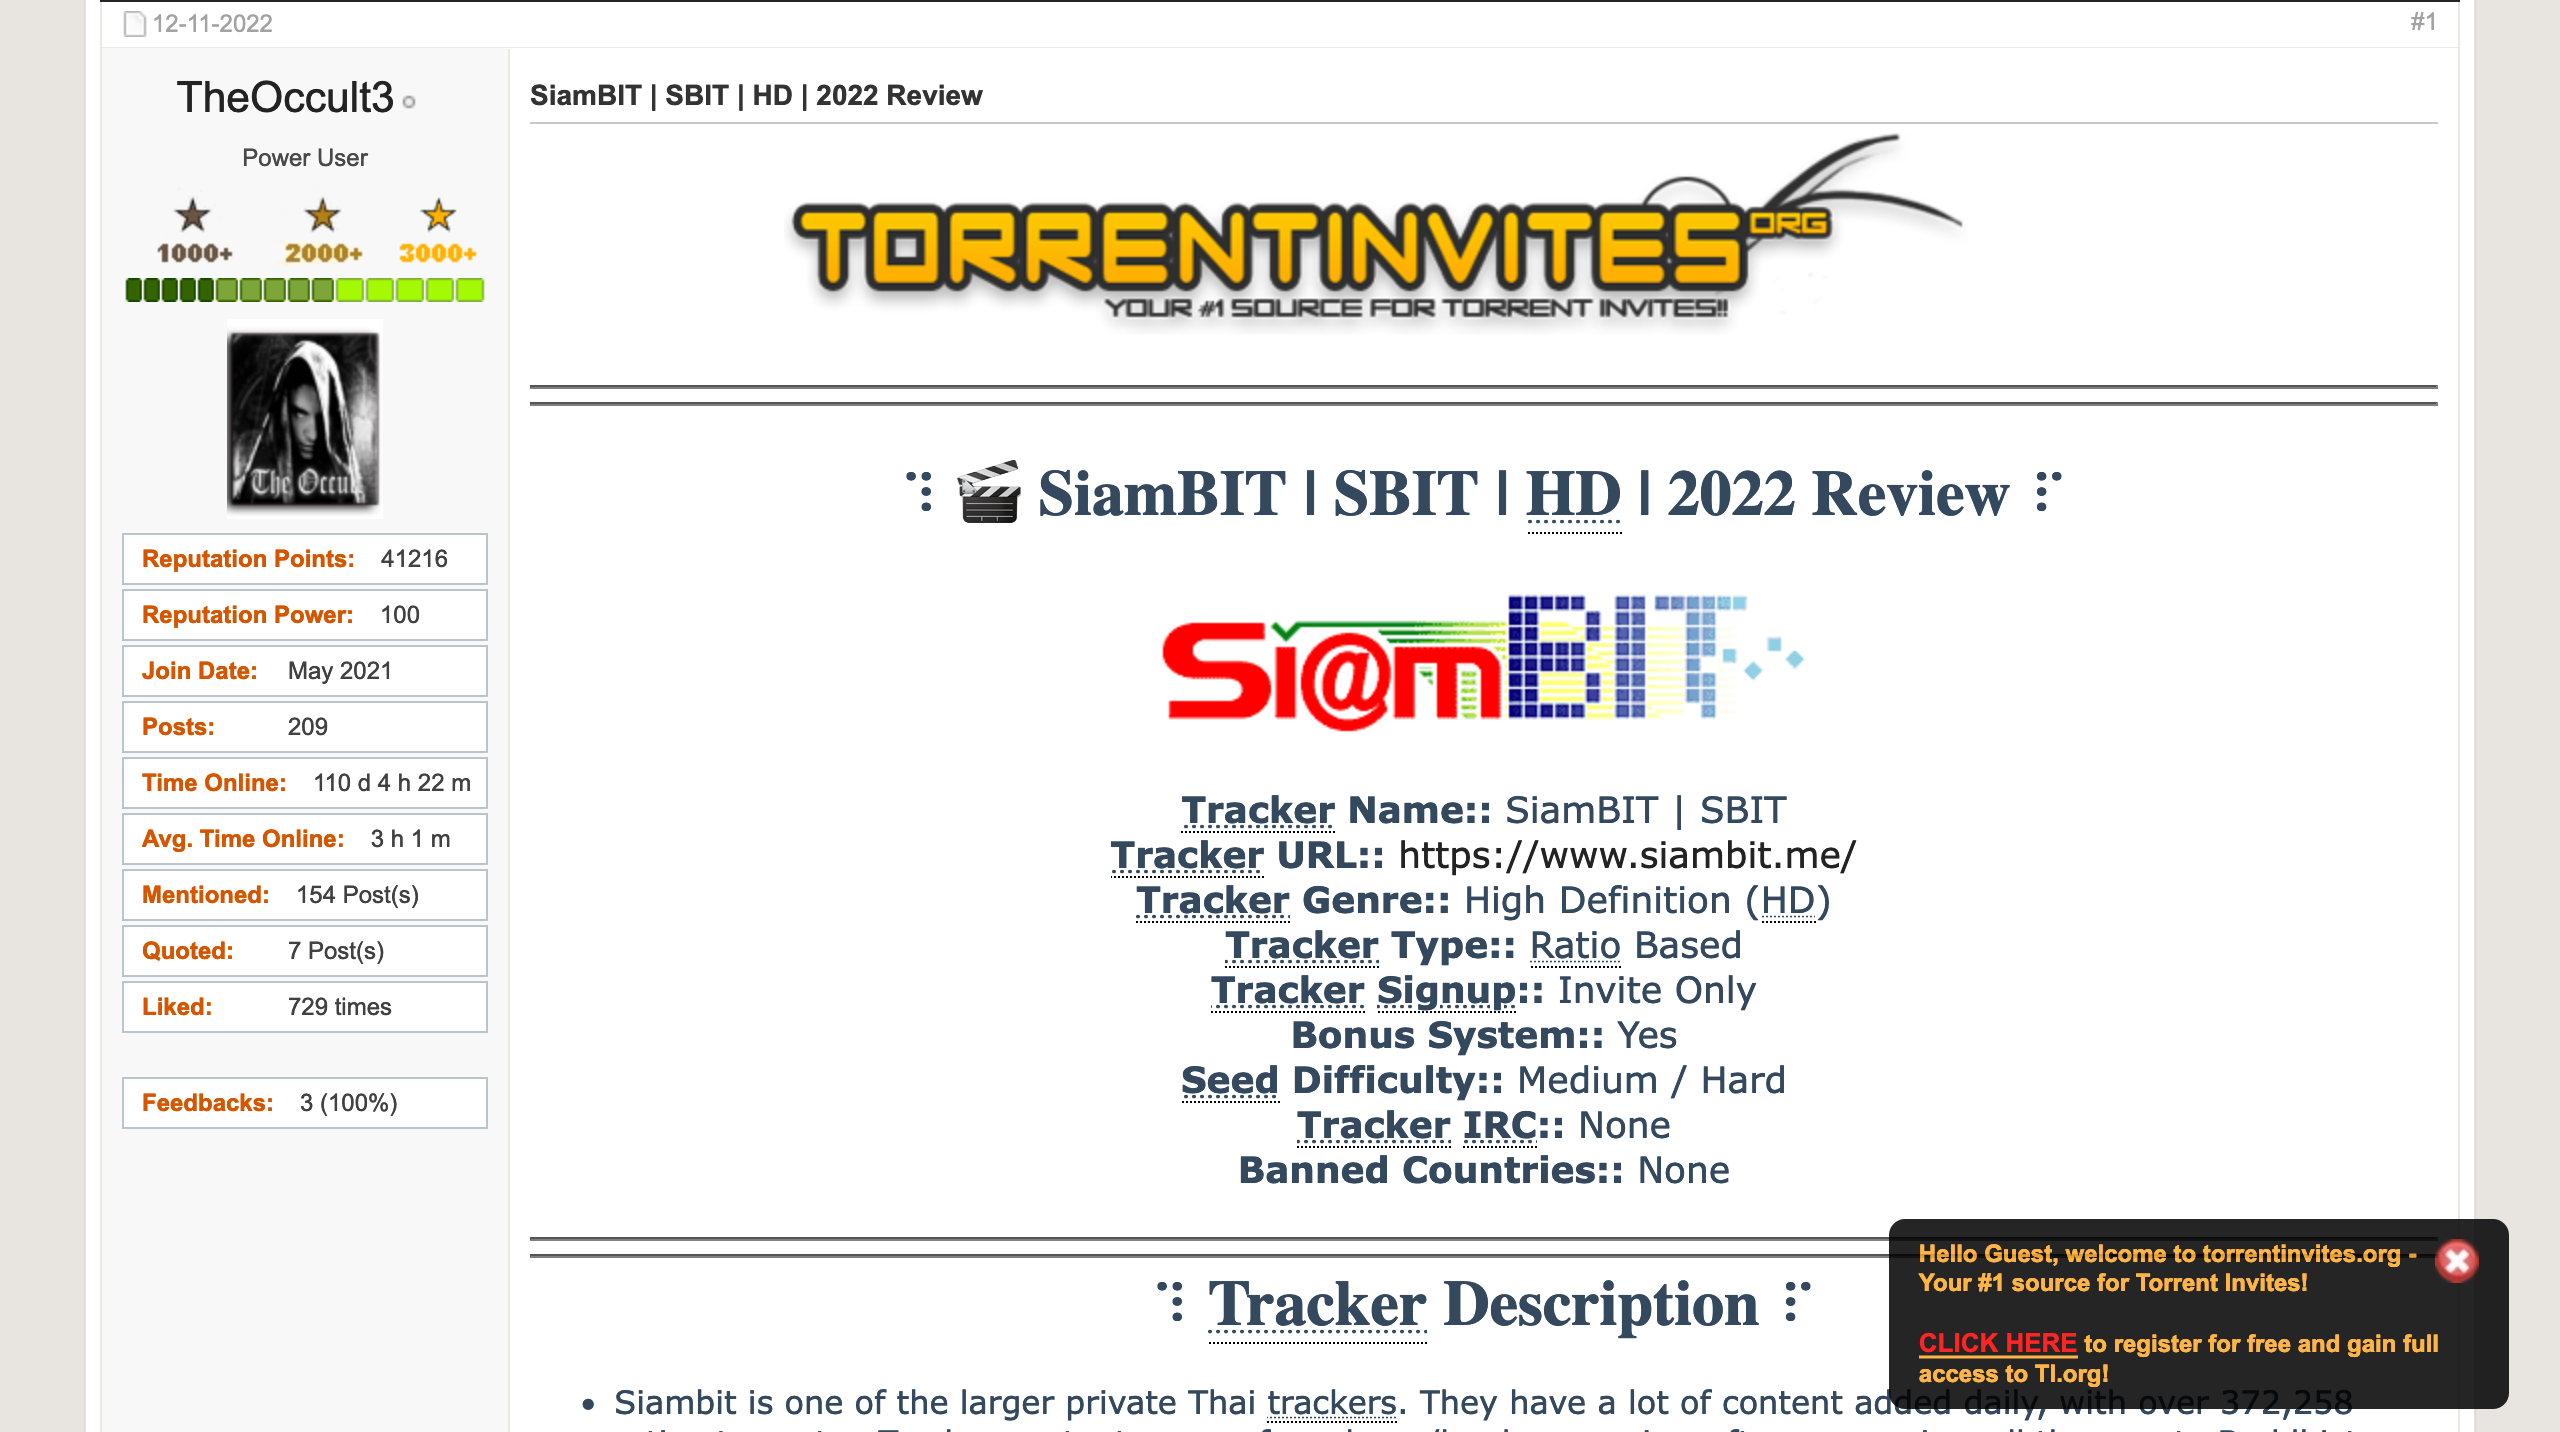 12-11-2022
#1
TheOccult3
Power User
1000+ 2000+ 3000+
The Occu
Reputation Points: 41216
Reputation Power: 100
Join Date: May 2021
Posts: 209
Time Online: 110 d 4 h 22 m
Avg. Time Online: 3 h 1 m
Mentioned: 154 Post(s)
Quoted: 7 Post(s)
Liked: 729 times
Feedbacks: 3 (100%)
SiamBIT | SBIT | HD | 2022 Review
TORRENTINVITES ORG
YOUR #1 SOURCE FOR TORRENT INVITES!!
⠹ 🎬 SiamBIT | SBIT | HD | 2022 Review ⠏
Si@mBIT
Tracker Name:: SiamBIT | SBIT
Tracker URL:: https://www.siambit.me/
Tracker Genre:: High Definition (HD)
Tracker Type:: Ratio Based
Tracker Signup:: Invite Only
Bonus System:: Yes
Seed Difficulty:: Medium / Hard
Tracker IRC:: None
Banned Countries:: None
⠹ Tracker Description ⠏
• Siambit is one of the larger private Thai trackers. They have a lot of content added daily, with over 372,258
Hello Guest, welcome to torrentinvites.org -
Your #1 source for Torrent Invites!
CLICK HERE to register for free and gain full
access to TI.org!